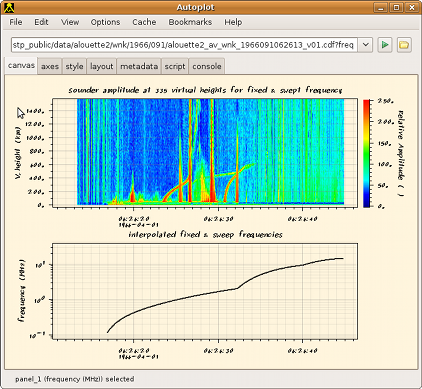 Autoplot
File Edit View Options Cache Bookmarks Help
stp_public/data/alouette2/wnk/1966/091/alouette2_av_wnk_1966091062613_v01.cdf?freq
canvas axes style layout metadata script console
Sounder amplitude at 335 virtual heights for fixed & swept frequency
V.height (km)
1400.
1200.
1000.
800.
600.
400.
200.
0.
06:26:20 06:26:30 06:26:40
1966-04-01
250.
200.
150.
100.
50.
0.
Relative Amplitude ( )
interpolated fixed & sweep frequencies
frequency (MHz)
10¹
10⁰
10⁻¹
06:26:20 06:26:30 06:26:40
1966-04-01
panel_1 (frequency (MHz)) selected